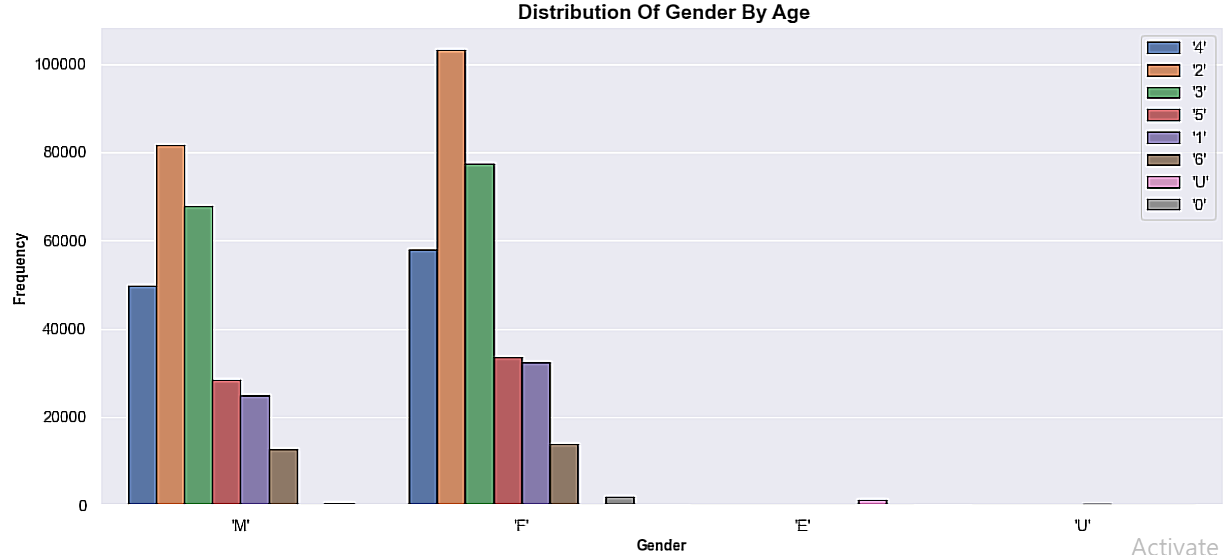 Distribution Of Gender By Age
Frequency
100000
80000
60000
40000
20000
0
'4'
'2'
'3'
'5'
'1'
'6'
'U'
'0'
'M' 'F' 'E' 'U'
Gender
Activate